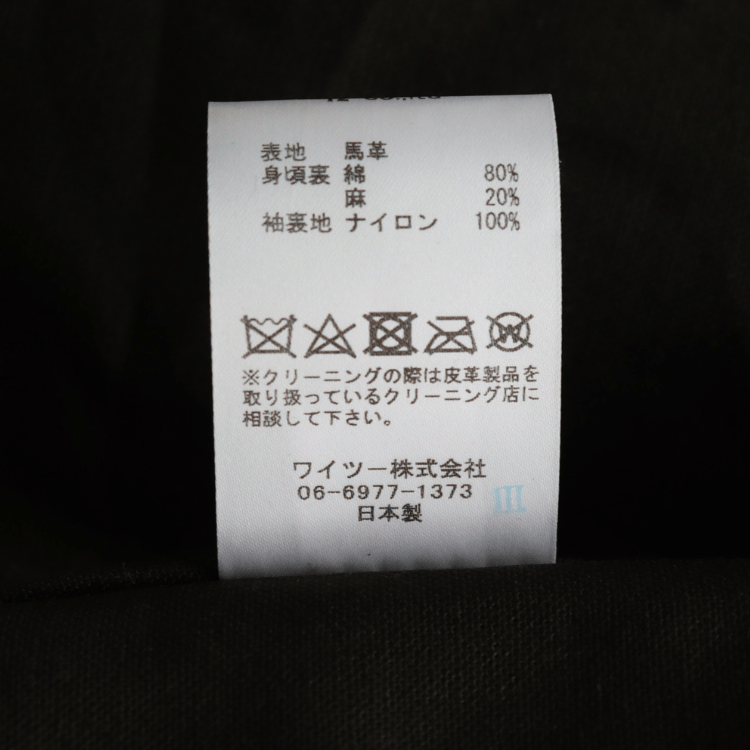 表地 馬革
身頃裏 綿 80%
麻 20%
袖裏地 ナイロン 100%
※クリーニングの際は皮革製品を
取り扱っているクリーニング店に
相談して下さい。
ワイツー株式会社
06-6977-1373
日本製